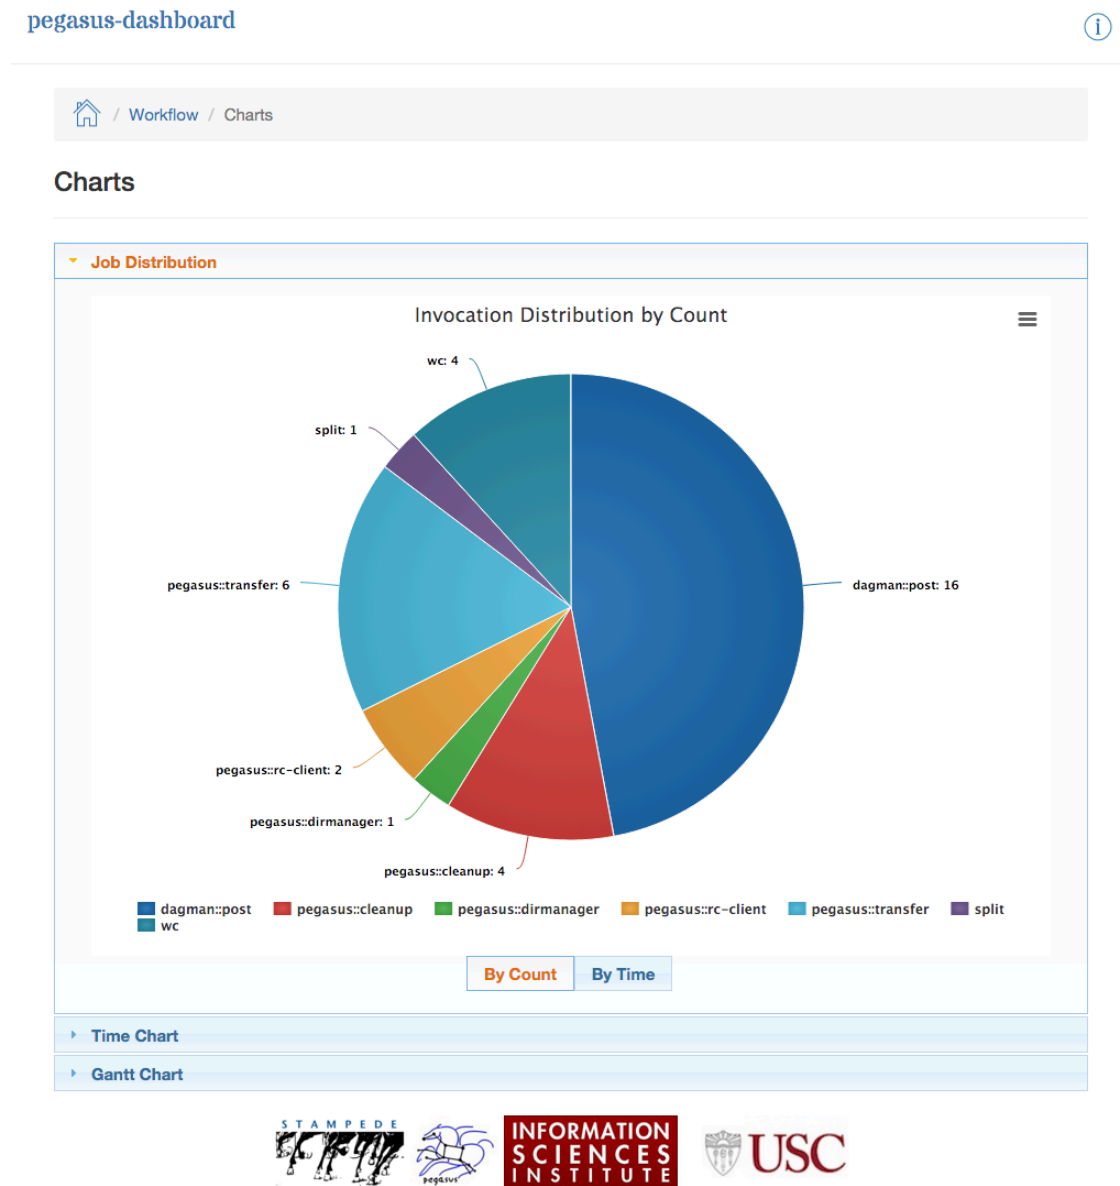 pegasus-dashboard
i
/ Workflow / Charts
Charts
Job Distribution
Invocation Distribution by Count
wc: 4
split: 1
pegasus::transfer: 6
dagman::post: 16
pegasus::rc-client: 2
pegasus::dirmanager: 1
pegasus::cleanup: 4
dagman::post pegasus::cleanup pegasus::dirmanager pegasus::rc-client pegasus::transfer split
wc
By Count By Time
Time Chart
Gantt Chart
STAMPEDE
pegasus
INFORMATION
SCIENCES
INSTITUTE
USC